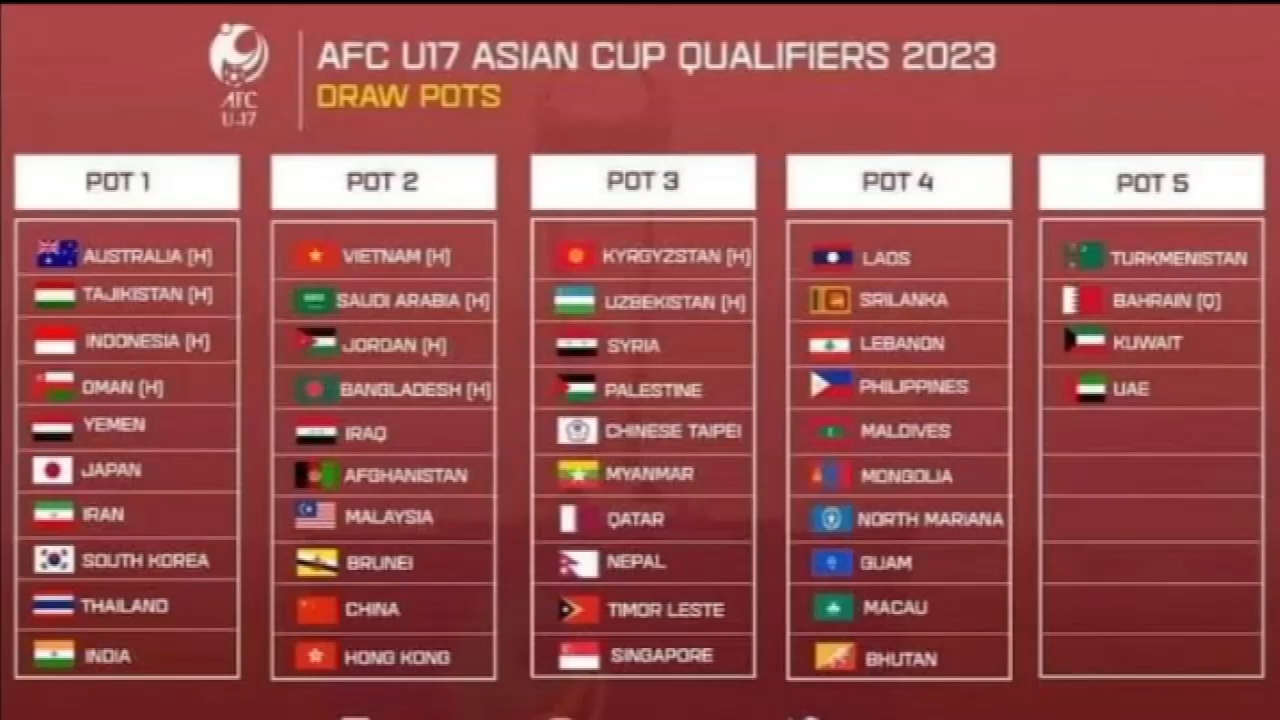 AFC U17 ASIAN CUP QUALIFIERS 2023
DRAW POTS
AFC
U-17
POT 1
AUSTRALIA (H)
TAJIKISTAN (H)
INDONESIA (H)
OMAN (H)
YEMEN
JAPAN
IRAN
SOUTH KOREA
THAILAND
INDIA
POT 2
VIETNAM (H)
SAUDI ARABIA (H)
JORDAN (H)
BANGLADESH (H)
IRAQ
AFGHANISTAN
MALAYSIA
BRUNEI
CHINA
HONG KONG
POT 3
KYRGYZSTAN (H)
UZBEKISTAN (H)
SYRIA
PALESTINE
CHINESE TAIPEI
MYANMAR
QATAR
NEPAL
TIMOR LESTE
SINGAPORE
POT 4
LAOS
SRILANKA
LEBANON
PHILIPPINES
MALDIVES
MONGOLIA
NORTH MARIANA
GUAM
MACAU
BHUTAN
POT 5
TURKMENISTAN
BAHRAIN (Q)
KUWAIT
UAE